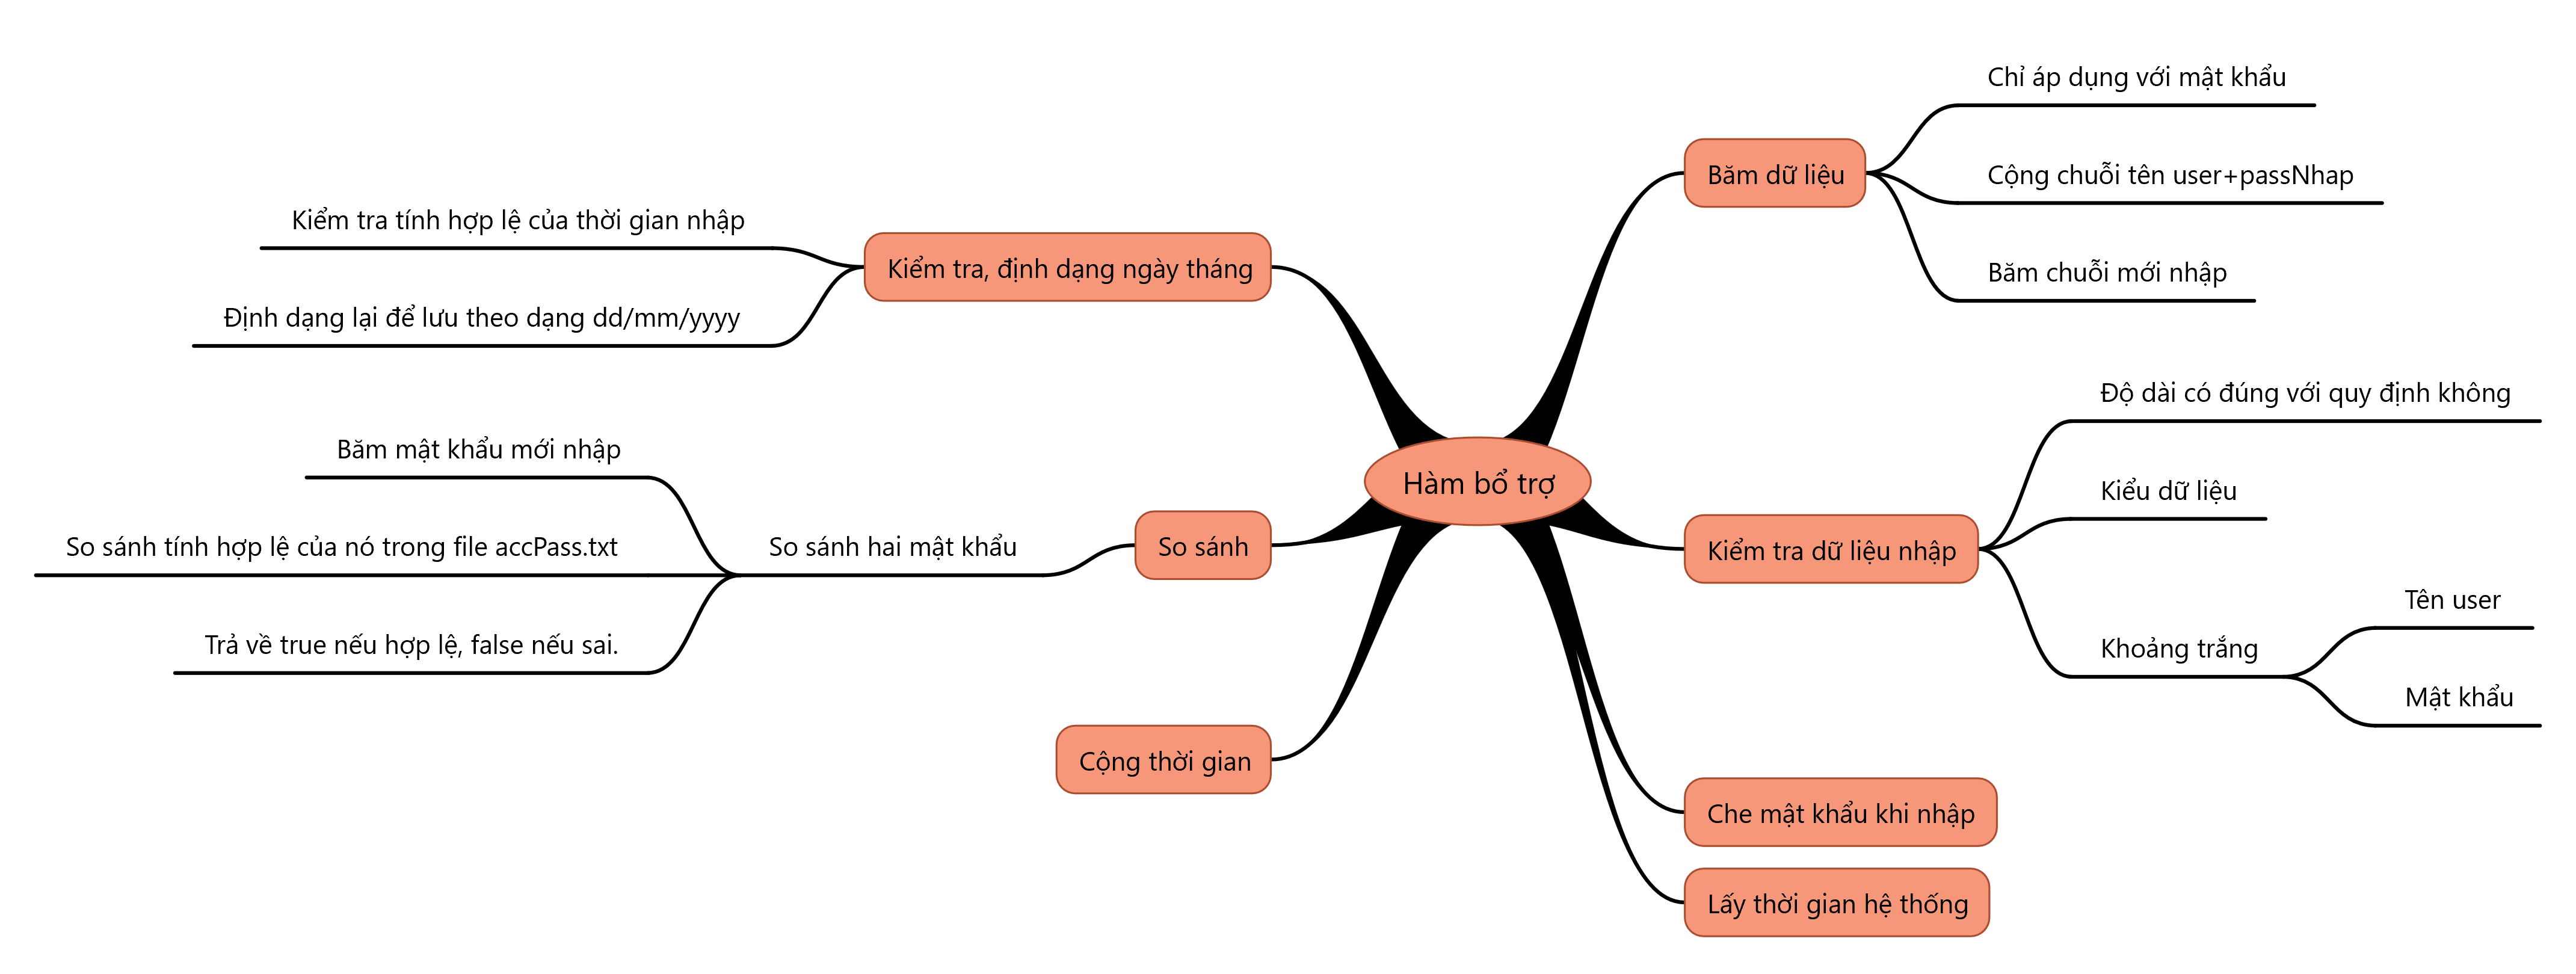 Hàm bổ trợ
Băm dữ liệu
Chỉ áp dụng với mật khẩu
Cộng chuỗi tên user+passNhap
Băm chuỗi mới nhập
Kiểm tra dữ liệu nhập
Độ dài có đúng với quy định không
Kiểu dữ liệu
Khoảng trắng
Tên user
Mật khẩu
Che mật khẩu khi nhập
Lấy thời gian hệ thống
Kiểm tra, định dạng ngày tháng
Kiểm tra tính hợp lệ của thời gian nhập
Định dạng lại để lưu theo dạng dd/mm/yyyy
So sánh
So sánh hai mật khẩu
Băm mật khẩu mới nhập
So sánh tính hợp lệ của nó trong file accPass.txt
Trả về true nếu hợp lệ, false nếu sai.
Cộng thời gian